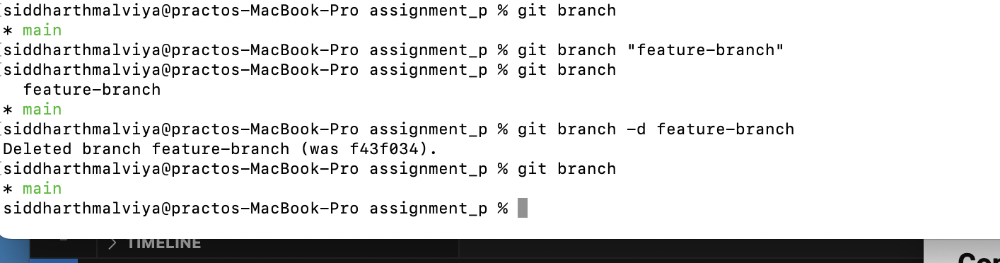 siddharthmalviya@practos-MacBook-Pro assignment_p % git branch
* main
siddharthmalviya@practos-MacBook-Pro assignment_p % git branch "feature-branch"
siddharthmalviya@practos-MacBook-Pro assignment_p % git branch
  feature-branch
* main
siddharthmalviya@practos-MacBook-Pro assignment_p % git branch -d feature-branch
Deleted branch feature-branch (was f43f034).
siddharthmalviya@practos-MacBook-Pro assignment_p % git branch
* main
siddharthmalviya@practos-MacBook-Pro assignment_p %
> TIMELINE